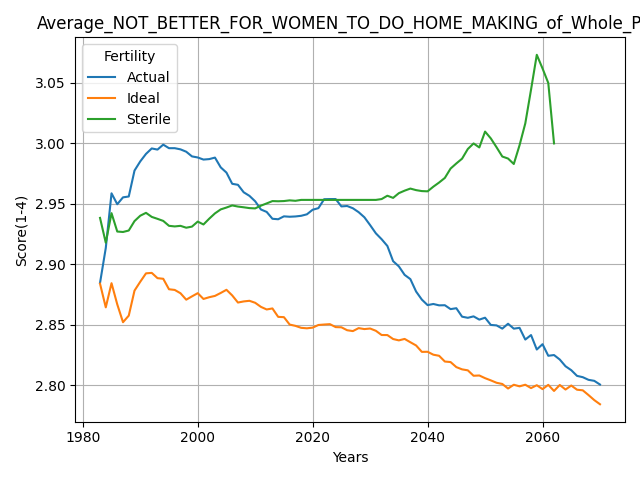 Average_NOT_BETTER_FOR_WOMEN_TO_DO_HOME_MAKING_of_Whole_P
Fertility
Actual
Ideal
Sterile
Score(1-4)
3.05
3.00
2.95
2.90
2.85
2.80
1980 2000 2020 2040 2060
Years